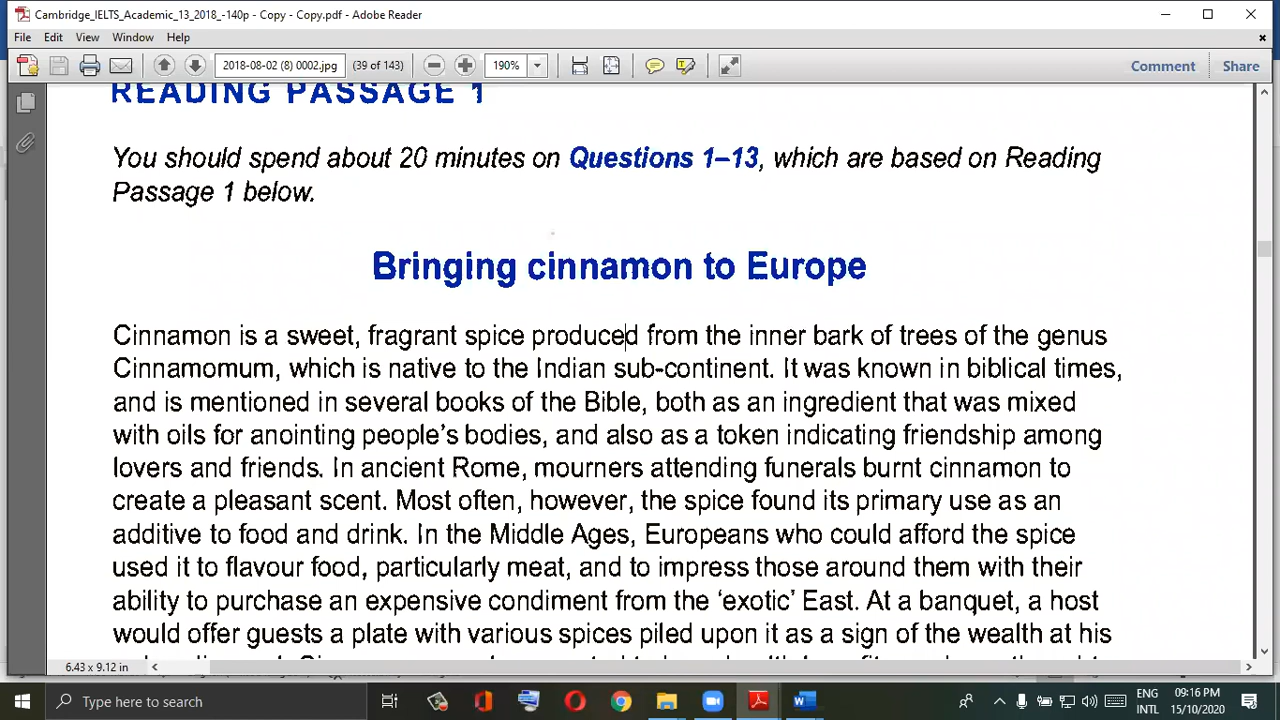 Cambridge_IELTS_Academic_13_2018_-140p - Copy - Copy.pdf - Adobe Reader
File Edit View Window Help
2018-08-02 (8) 0002.jpg (39 of 143) 190% Comment Share
READING PASSAGE 1
You should spend about 20 minutes on Questions 1–13, which are based on Reading
Passage 1 below.
Bringing cinnamon to Europe
Cinnamon is a sweet, fragrant spice produced from the inner bark of trees of the genus
Cinnamomum, which is native to the Indian sub-continent. It was known in biblical times,
and is mentioned in several books of the Bible, both as an ingredient that was mixed
with oils for anointing people's bodies, and also as a token indicating friendship among
lovers and friends. In ancient Rome, mourners attending funerals burnt cinnamon to
create a pleasant scent. Most often, however, the spice found its primary use as an
additive to food and drink. In the Middle Ages, Europeans who could afford the spice
used it to flavour food, particularly meat, and to impress those around them with their
ability to purchase an expensive condiment from the 'exotic' East. At a banquet, a host
would offer guests a plate with various spices piled upon it as a sign of the wealth at his
6.43 x 9.12 in
Type here to search
ENG 09:16 PM
INTL 15/10/2020